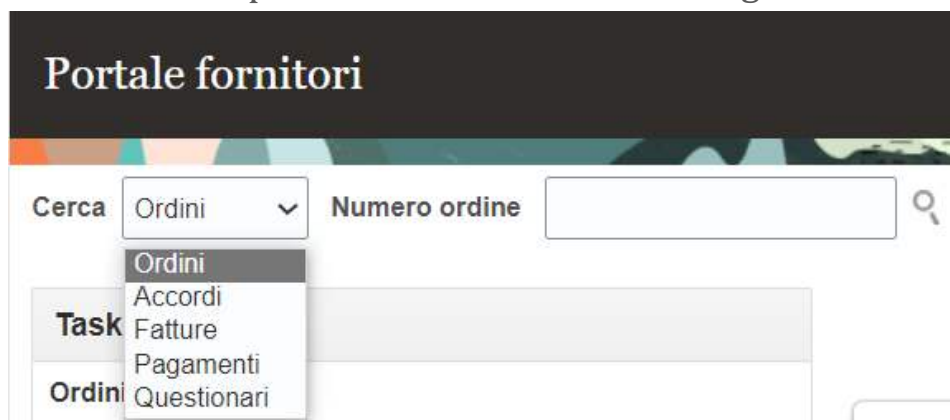 Portale fornitori
Cerca Ordini Numero ordine
Ordini
Accordi
Task
Fatture
Pagamenti
Ordini
Questionari